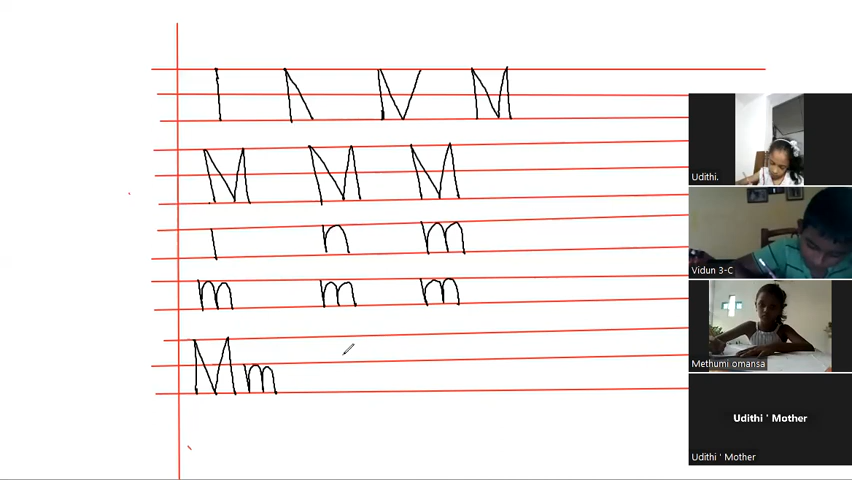 I \ V M
M M M
ı n m
m m m
Mm
Udithi.
Vidun 3-C
Methumi omansa
Udithi ' Mother
Udithi ' Mother